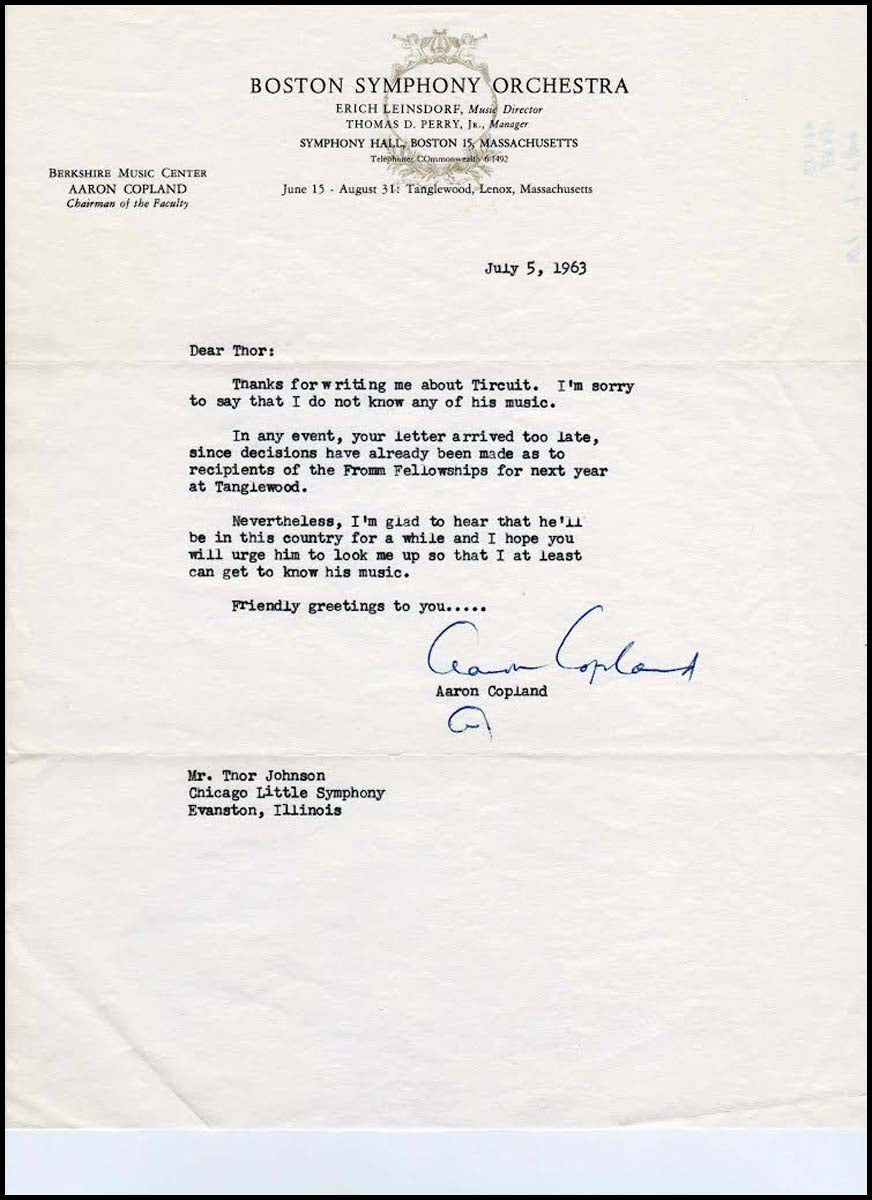 BOSTON SYMPHONY ORCHESTRA
ERICH LEINSDORF, Music Director
THOMAS D. PERRY, JR., Manager
SYMPHONY HALL, BOSTON 15, MASSACHUSETTS
Telephone: COmmonwealth 6-1492
BERKSHIRE MUSIC CENTER
AARON COPLAND
Chairman of the Faculty
June 15 - August 31: Tanglewood, Lenox, Massachusetts
July 5, 1963
Dear Thor:
Thanks for writing me about Tircuit. I'm sorry
to say that I do not know any of his music.
In any event, your letter arrived too late,
since decisions have already been made as to
recipients of the Fromm Fellowships for next year
at Tanglewood.
Nevertheless, I'm glad to hear that he'll
be in this country for a while and I hope you
will urge him to look me up so that I at least
can get to know his music.
Friendly greetings to you.....
Aaron Copland
Aaron Copland
Mr. Thor Johnson
Chicago Little Symphony
Evanston, Illinois